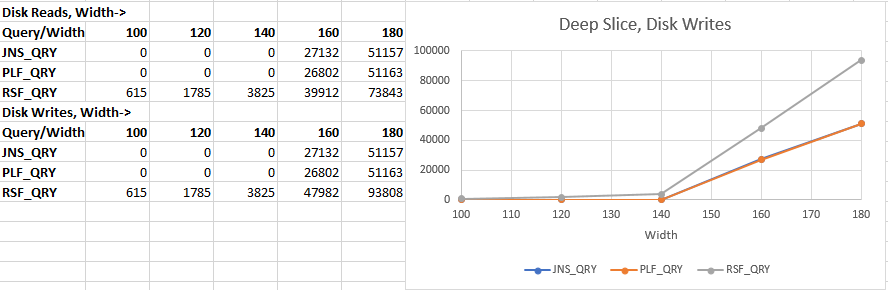 Disk Reads, Width->
Query/Width 100 120 140 160 180
JNS_QRY 0 0 0 27132 51157
PLF_QRY 0 0 0 26802 51163
RSF_QRY 615 1785 3825 39912 73843
Disk Writes, Width->
Query/Width 100 120 140 160 180
JNS_QRY 0 0 0 27132 51157
PLF_QRY 0 0 0 26802 51163
RSF_QRY 615 1785 3825 47982 93808
Deep Slice, Disk Writes
100000
80000
60000
40000
20000
0
100 110 120 130 140 150 160 170 180
Width
JNS_QRY PLF_QRY RSF_QRY